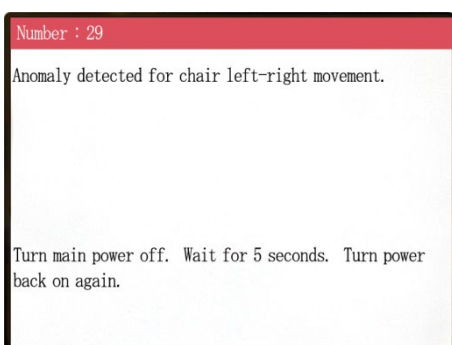 Number：29
Anomaly detected for chair left-right movement.
Turn main power off. Wait for 5 seconds. Turn power
back on again.